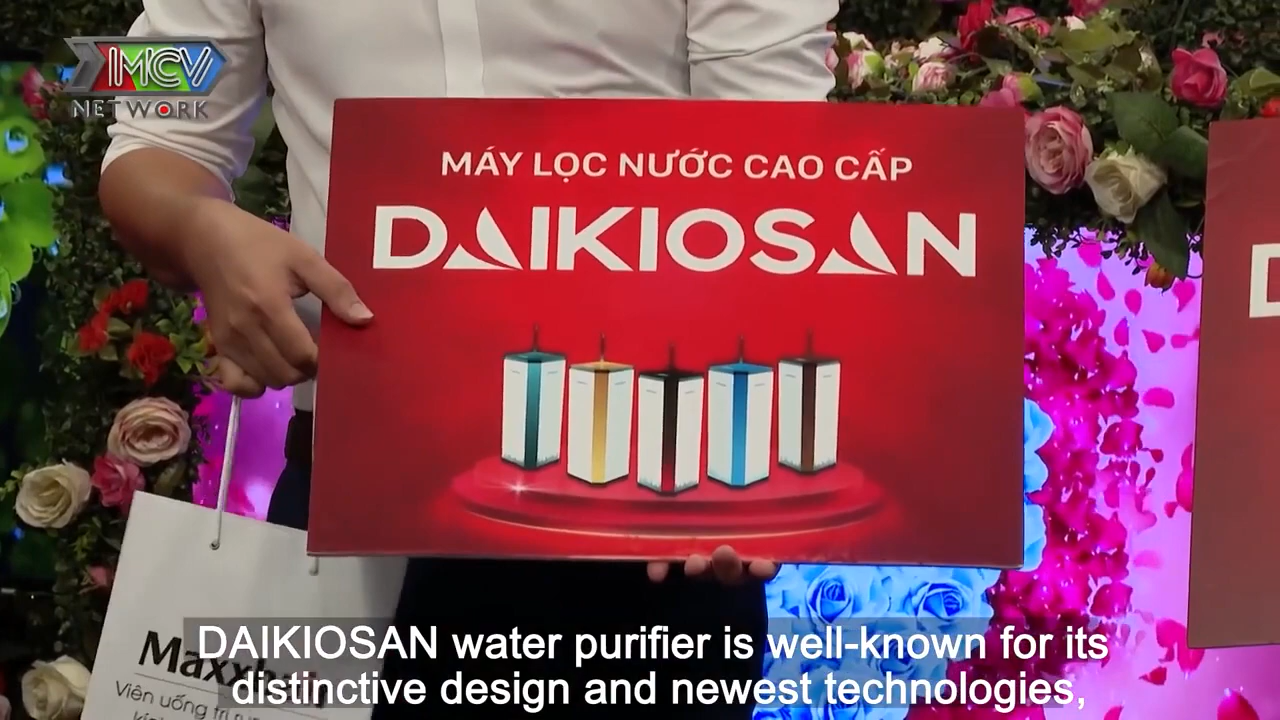 MCV
NETWORK
MÁY LỌC NƯỚC CAO CẤP
DAIKIOSAN
D
Viên uống trị
DAIKIOSAN water purifier is well-known for its
distinctive design and newest technologies,